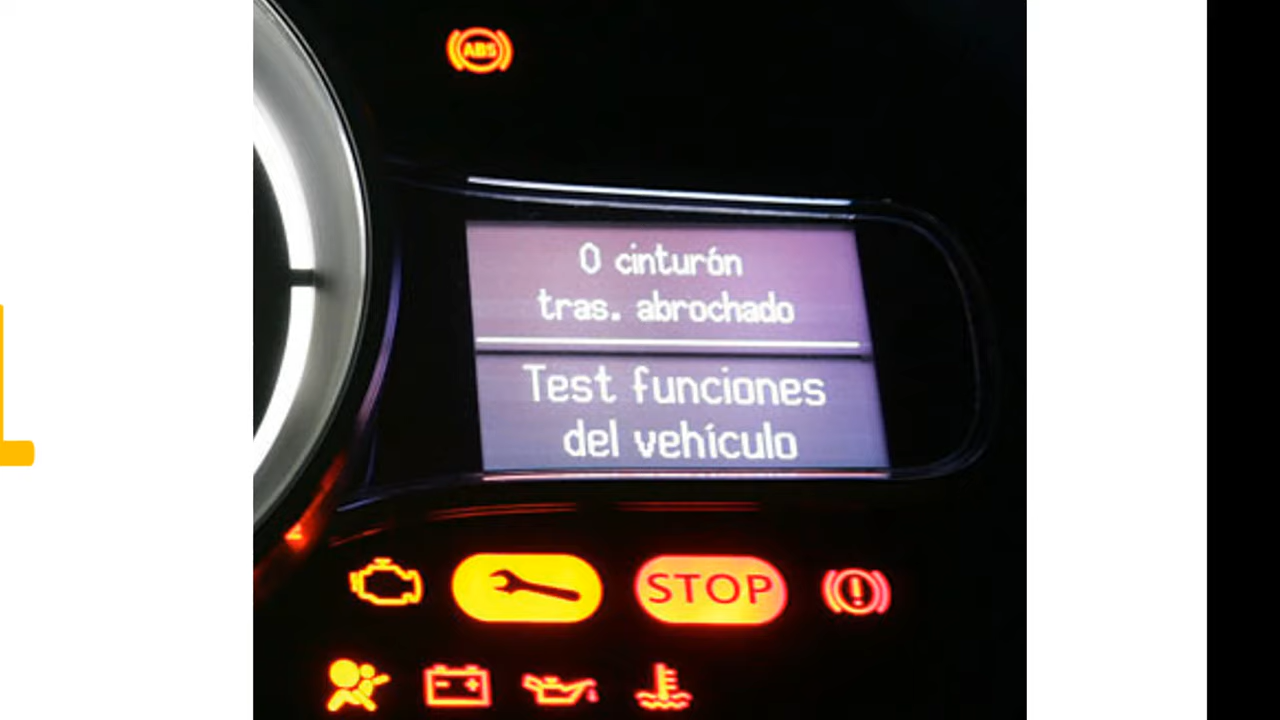 ABS
0 cinturón
tras. abrochado
Test funciones
del vehículo
STOP